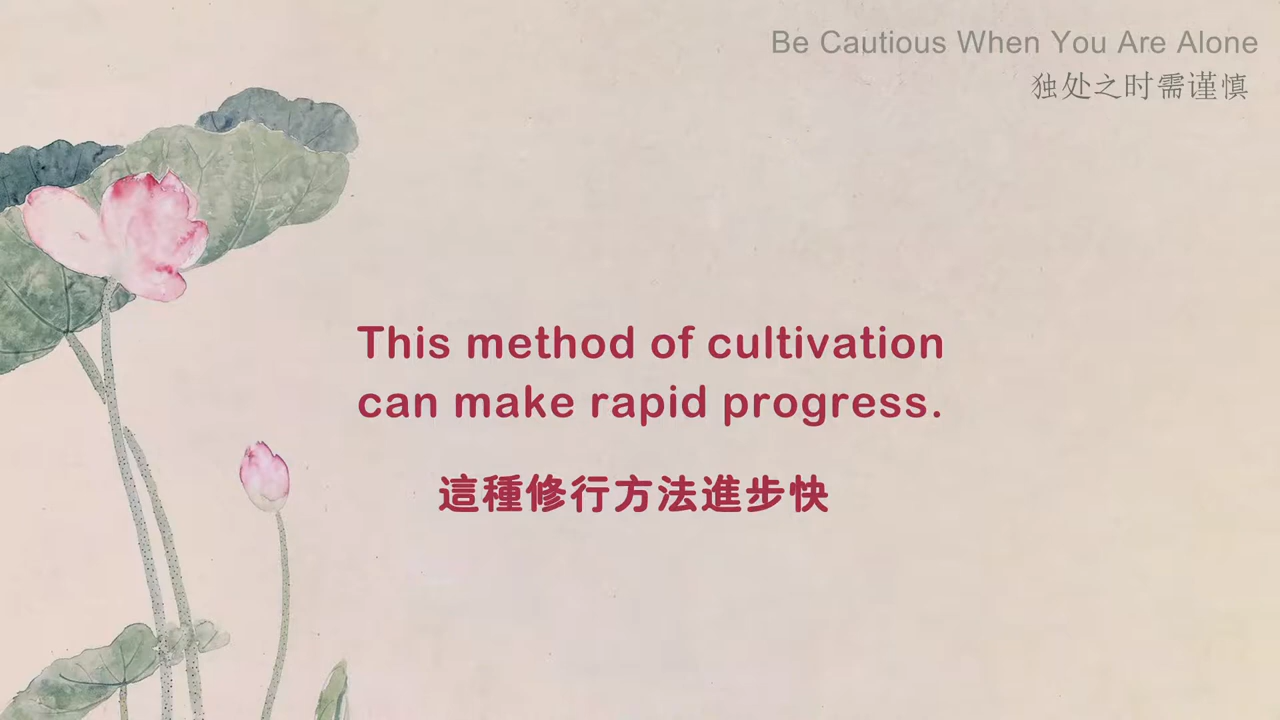 Be Cautious When You Are Alone
独处之时需谨慎
This method of cultivation
can make rapid progress.
這種修行方法進步快